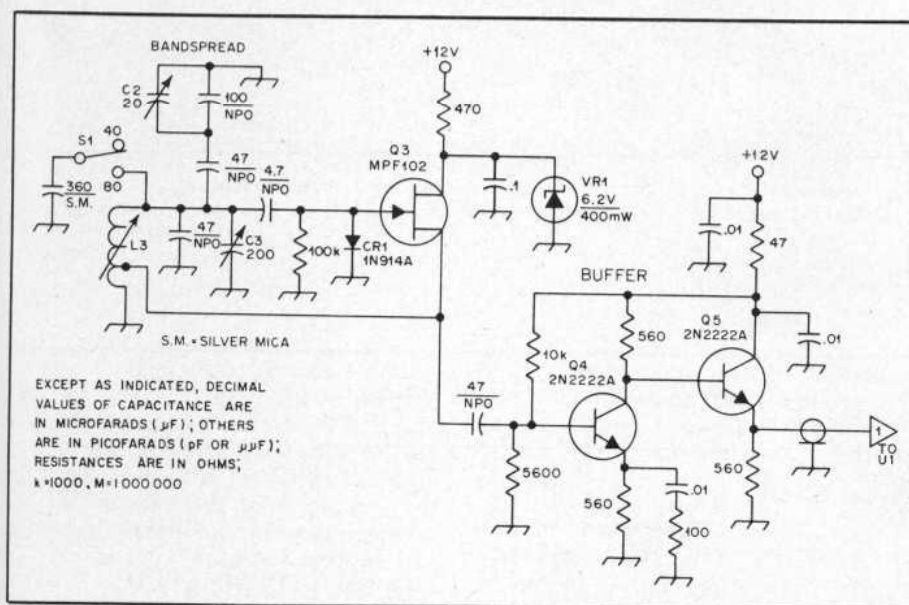 BANDSPREAD
+12V
C2
20
100
NPO
470
S1
40
80
Q3
MPF102
+12V
47
NPO
4.7
NPO
360
S.M.
.1
VR1
6.2V
400mW
.01
47
L3
47
NPO
C3
200
100k
CR1
1N914A
BUFFER
S.M. = SILVER MICA
10k
560
Q4
2N2222A
Q5
2N2222A
.01
EXCEPT AS INDICATED, DECIMAL
VALUES OF CAPACITANCE ARE
IN MICROFARADS (µF); OTHERS
ARE IN PICOFARADS (pF OR µµF);
RESISTANCES ARE IN OHMS;
k=1000, M=1000 000
47
NPO
5600
560
.01
100
560
1
TO
U1